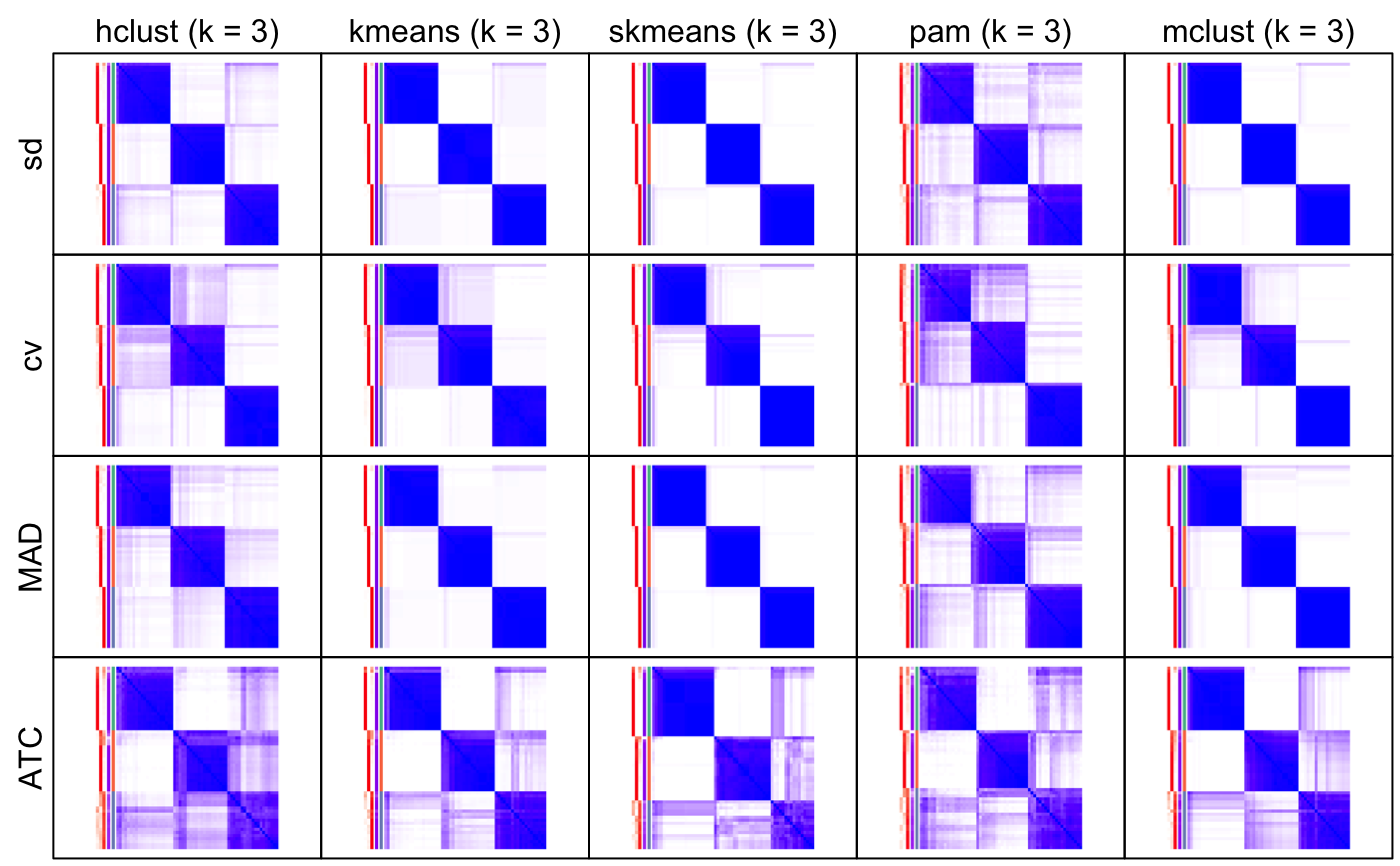 hclust (k = 3) kmeans (k = 3) skmeans (k = 3) pam (k = 3) mclust (k = 3)
sd
cv
MAD
ATC